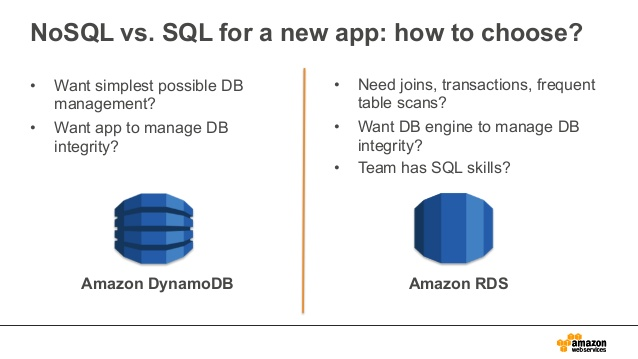 NoSQL vs. SQL for a new app: how to choose?
• Want simplest possible DB
management?
• Want app to manage DB
integrity?
Amazon DynamoDB
• Need joins, transactions, frequent
table scans?
• Want DB engine to manage DB
integrity?
• Team has SQL skills?
Amazon RDS
amazon
webservices